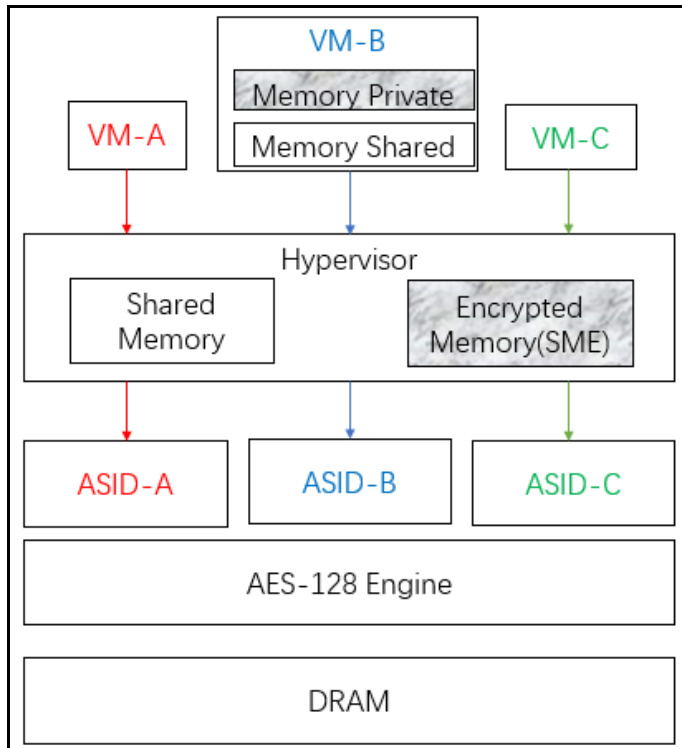 VM-B
Memory Private
VM-A
Memory Shared
VM-C
Hypervisor
Shared
Memory
Encrypted
Memory(SME)
ASID-A
ASID-B
ASID-C
AES-128 Engine
DRAM